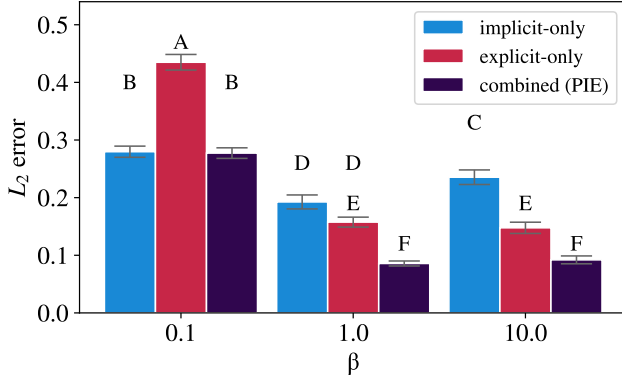 implicit-only
explicit-only
combined (PIE)
L₂ error
0.5
0.4
0.3
0.2
0.1
0.0
A
B B
C
D D
E E
F F
0.1 1.0 10.0
β